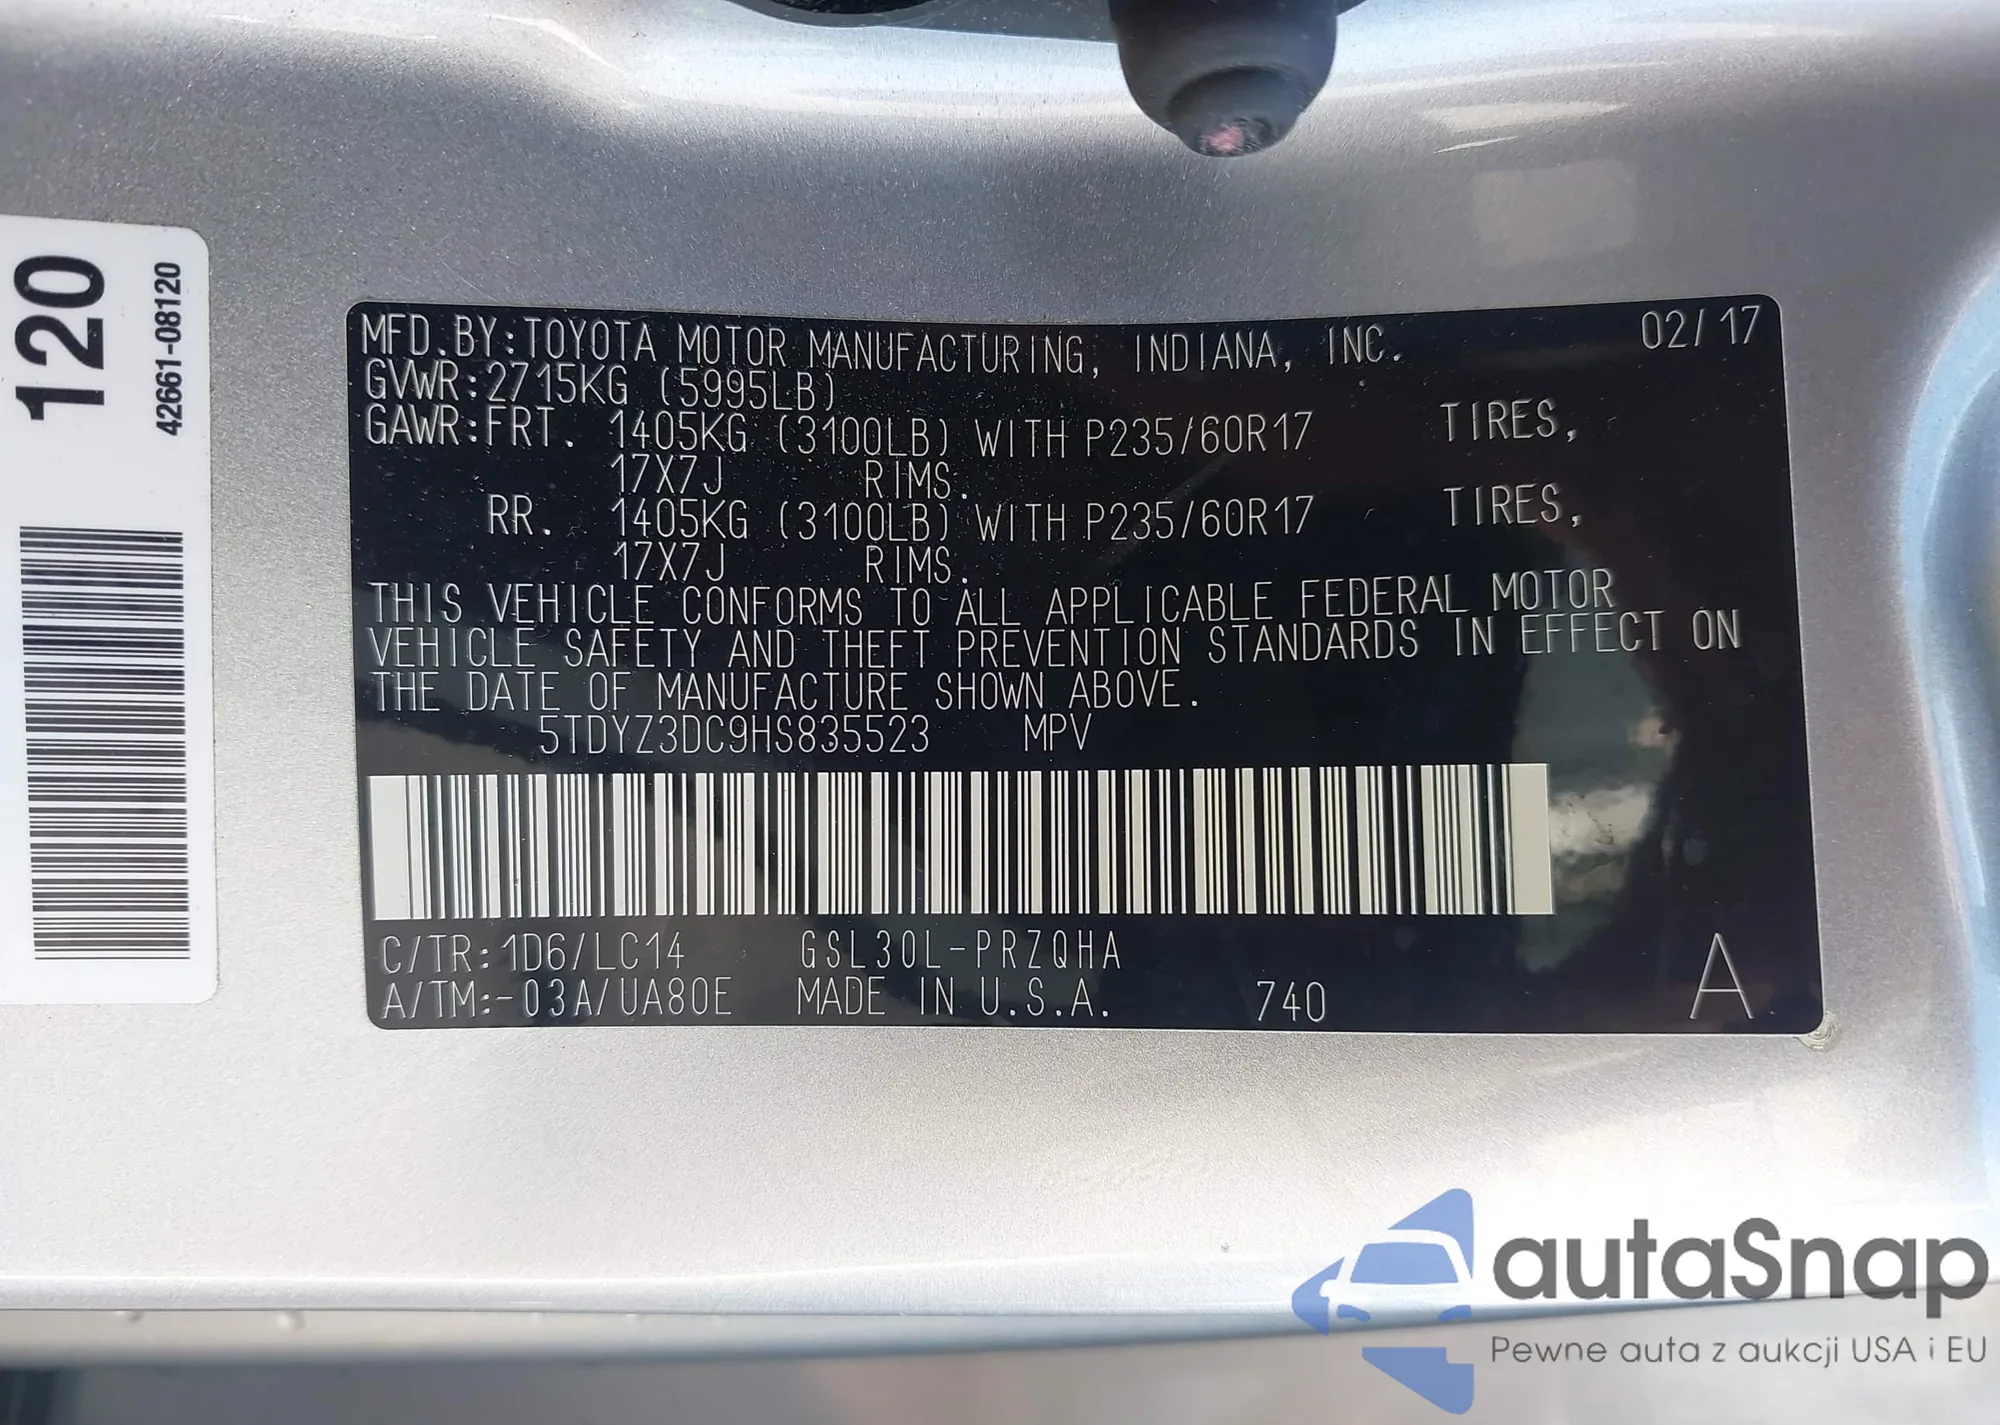 120
42661-08120
MFD.BY:TOYOTA MOTOR MANUFACTURING, INDIANA, INC. 02/17
GVWR:2715KG (5995LB)
GAWR:FRT. 1405KG (3100LB) WITH P235/60R17 TIRES,
17X7J RIMS.
RR. 1405KG (3100LB) WITH P235/60R17 TIRES,
17X7J RIMS.
THIS VEHICLE CONFORMS TO ALL APPLICABLE FEDERAL MOTOR
VEHICLE SAFETY AND THEFT PREVENTION STANDARDS IN EFFECT ON
THE DATE OF MANUFACTURE SHOWN ABOVE.
5TDYZ3DC9HS835523 MPV
C/TR:1D6/LC14 GSL30L-PRZQHA
A/TM:-03A/UA80E MADE IN U.S.A. 740 A
autaSnap
Pewne auta z aukcji USA i EU